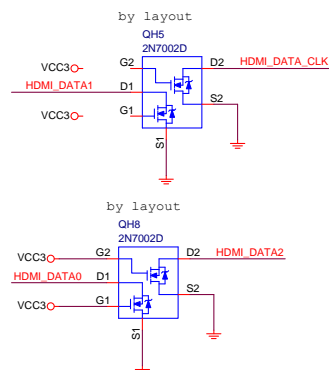 by layout
QH5
2N7002D
VCC3
G2
D2
HDMI_DATA_CLK
HDMI_DATA1
D1
VCC3
G1
S2
S1
by layout
QH8
2N7002D
VCC3
G2
D2
HDMI_DATA2
HDMI_DATA0
D1
VCC3
G1
S2
S1